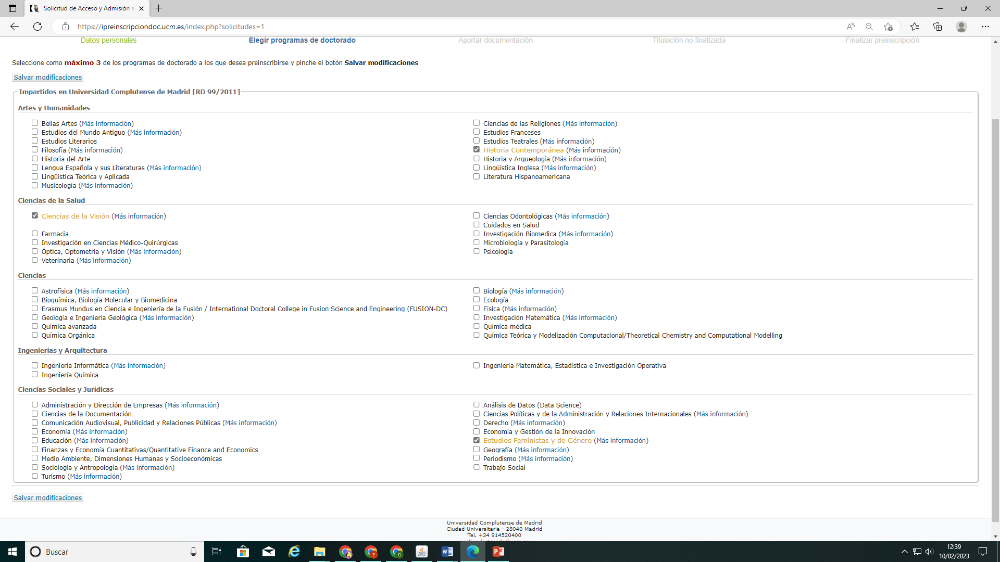 Solicitud de Acceso y Admisión a
https://ipreinscripciondoc.ucm.es/index.php?solicitudes=1
Datos personales
Elegir programas de doctorado
Aportar documentación
Titulación no finalizada
Finalizar preinscripción
Seleccione como máximo 3 de los programas de doctorado a los que desea preinscribirse y pinche el botón Salvar modificaciones
Salvar modificaciones
Impartidos en Universidad Complutense de Madrid [RD 99/2011]
Artes y Humanidades
Bellas Artes (Más información)
Ciencias de las Religiones (Más información)
Estudios del Mundo Antiguo (Más información)
Estudios Franceses
Estudios Literarios
Estudios Teatrales (Más información)
Filosofía (Más información)
Historia Contemporánea (Más información)
Historia del Arte
Historia y Arqueología (Más información)
Lengua Española y sus Literaturas (Más información)
Lingüística Inglesa (Más información)
Lingüística Teórica y Aplicada
Literatura Hispanoamericana
Musicología (Más información)
Ciencias de la Salud
Ciencias de la Visión (Más información)
Ciencias Odontológicas (Más información)
Cuidados en Salud
Farmacia
Investigación Biomedica (Más información)
Investigación en Ciencias Médico-Quirúrgicas
Microbiología y Parasitología
Óptica, Optometría y Visión (Más información)
Psicología
Veterinaria (Más información)
Ciencias
Astrofísica (Más información)
Biología (Más información)
Bioquímica, Biología Molecular y Biomedicina
Ecología
Erasmus Mundus en Ciencia e Ingeniería de la Fusión / International Doctoral College in Fusion Science and Engineering (FUSION-DC)
Física (Más información)
Geología e Ingeniería Geológica (Más información)
Investigación Matemática (Más información)
Química avanzada
Química médica
Química Orgánica
Química Teórica y Modelización Computacional/Theoretical Chemistry and Computational Modelling
Ingenierías y Arquitectura
Ingeniería Informática (Más información)
Ingeniería Matemática, Estadística e Investigación Operativa
Ingeniería Química
Ciencias Sociales y Jurídicas
Administración y Dirección de Empresas (Más información)
Análisis de Datos (Data Science)
Ciencias de la Documentación
Ciencias Políticas y de la Administración y Relaciones Internacionales (Más información)
Comunicación Audiovisual, Publicidad y Relaciones Públicas (Más información)
Derecho (Más información)
Economía (Más información)
Economía y Gestión de la Innovación
Educación (Más información)
Estudios Feministas y de Género (Más información)
Finanzas y Economía Cuantitativas/Quantitative Finance and Economics
Geografía (Más información)
Medio Ambiente, Dimensiones Humanas y Socioeconómicas
Periodismo (Más información)
Sociología y Antropología (Más información)
Trabajo Social
Turismo (Más información)
Salvar modificaciones
Universidad Complutense de Madrid
Ciudad Universitaria - 28040 Madrid
Tel. +34 914520400
Buscar
12:39
10/02/2023